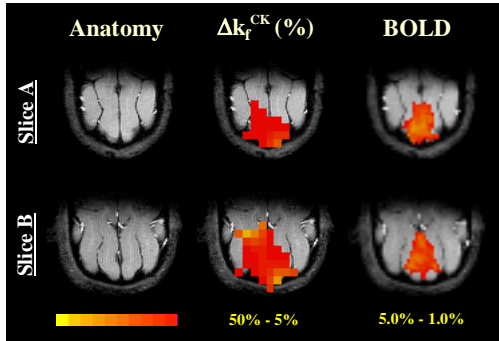 Anatomy Δk_f^CK (%) BOLD
Slice A
Slice B
50% - 5% 5.0% - 1.0%